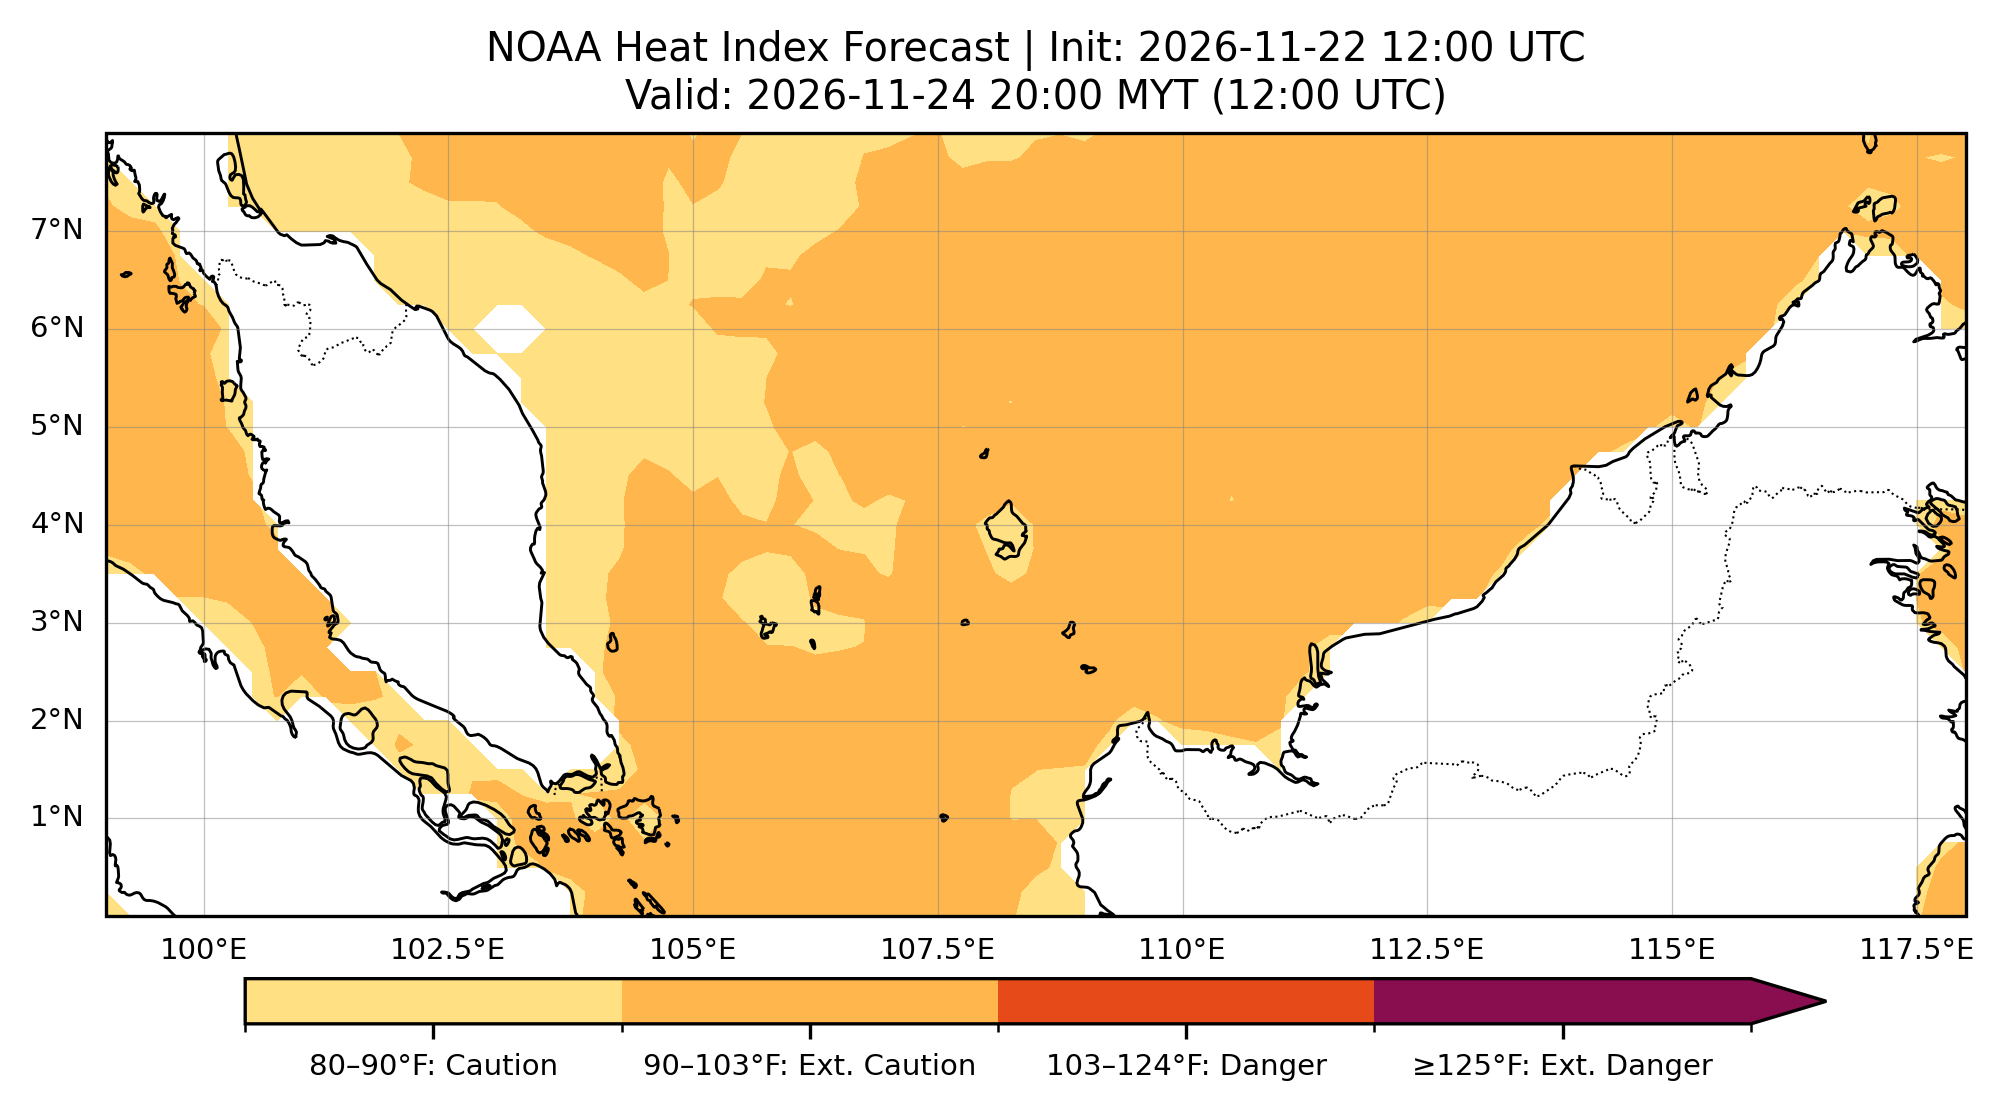 NOAA Heat Index Forecast | Init: 2026-11-22 12:00 UTC
Valid: 2026-11-24 20:00 MYT (12:00 UTC)
7°N
6°N
5°N
4°N
3°N
2°N
1°N
100°E 102.5°E 105°E 107.5°E 110°E 112.5°E 115°E 117.5°E
80–90°F: Caution 90–103°F: Ext. Caution 103–124°F: Danger ≥125°F: Ext. Danger